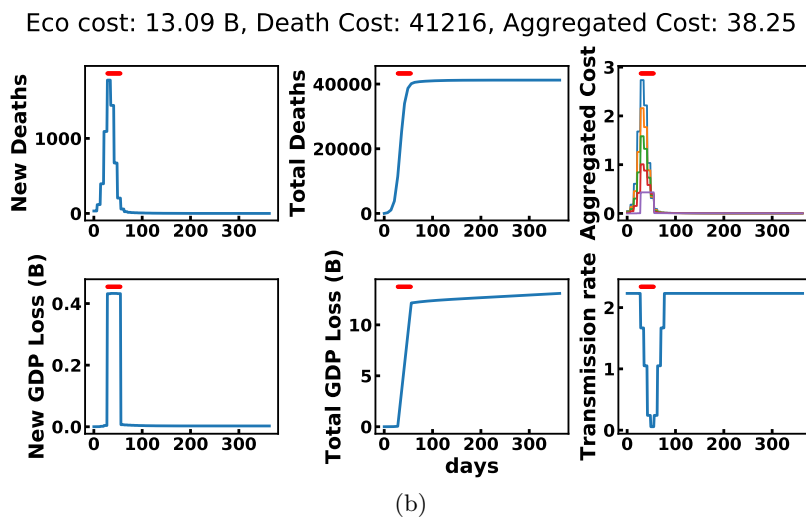 Eco cost: 13.09 B, Death Cost: 41216, Aggregated Cost: 38.25
New Deaths
1000
0
0 100 200 300
Total Deaths
40000
20000
0
0 100 200 300
Aggregated Cost
3
2
1
0
0 100 200 300
New GDP Loss (B)
0.4
0.2
0.0
0 100 200 300
Total GDP Loss (B)
10
5
0
0 100 200 300
days
Transmission rate
2
1
0
0 100 200 300
(b)